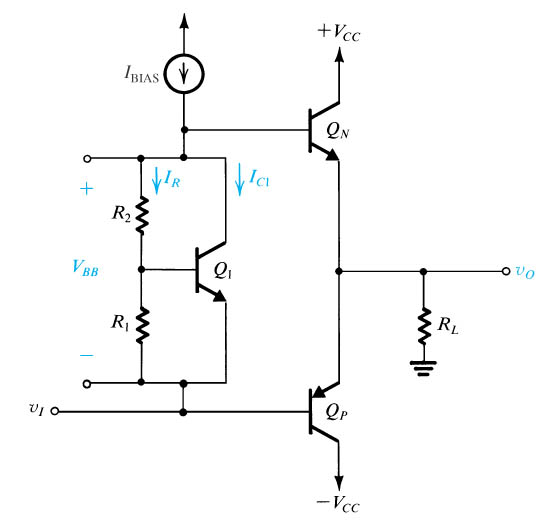 +V_CC
I_BIAS
Q_N
+
I_R
I_C1
R_2
V_BB
Q_1
v_O
R_1
R_L
−
v_I
Q_P
−V_CC